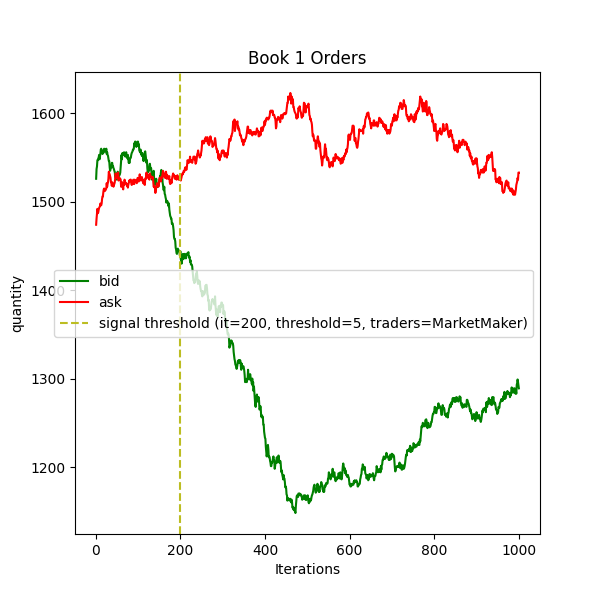 Book 1 Orders
1600
1500
1400
1300
1200
quantity
bid
ask
signal threshold (it=200, threshold=5, traders=MarketMaker)
0
200
400
600
800
1000
Iterations